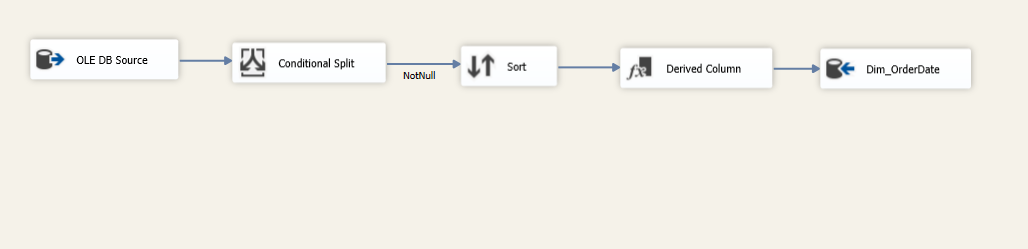 OLE DB Source
Conditional Split
NotNull
Sort
Derived Column
Dim_OrderDate